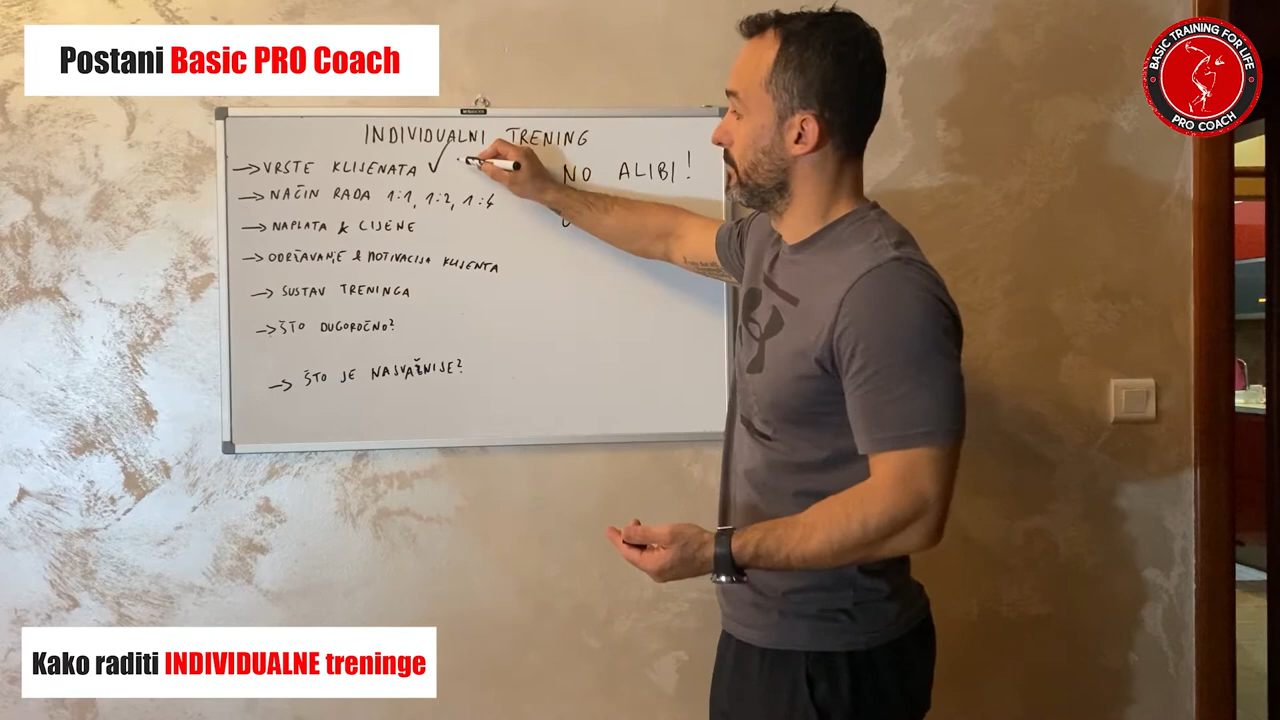 Postani Basic PRO Coach
BASIC TRAINING FOR LIFE
PRO COACH
INDIVIDUALNI TRENING
→ VRSTE KLIJENATA ✓
NO ALIBI!
→ NAČIN RADA 1:1, 1:2, 1:4
→ NAPLATA & CIJENE
→ ODRŽAVANJE & MOTIVACIJA KLIJENTA
→ SUSTAV TRENINGA
→ ŠTO DUGOROČNO?
→ ŠTO JE NAJVAŽNIJE?
Kako raditi INDIVIDUALNE treninge